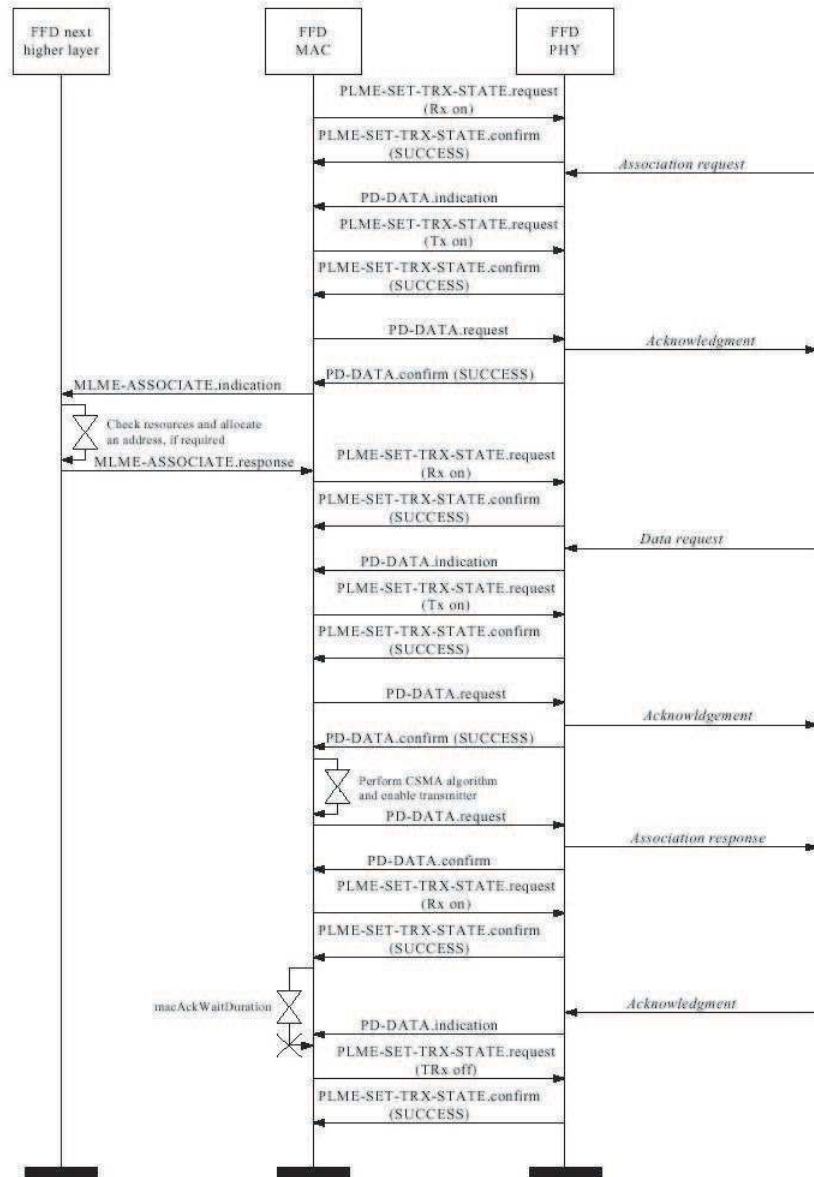 FFD next
higher layer
FFD
MAC
FFD
PHY
PLME-SET-TRX-STATE.request
(Rx on)
PLME-SET-TRX-STATE.confirm
(SUCCESS)
Association request
PD-DATA.indication
PLME-SET-TRX-STATE.request
(Tx on)
PLME-SET-TRX-STATE.confirm
(SUCCESS)
PD-DATA.request
Acknowledgment
PD-DATA.confirm (SUCCESS)
MLME-ASSOCIATE.indication
Check resources and allocate
an address, if required
MLME-ASSOCIATE.response
PLME-SET-TRX-STATE.request
(Rx on)
PLME-SET-TRX-STATE.confirm
(SUCCESS)
Data request
PD-DATA.indication
PLME-SET-TRX-STATE.request
(Tx on)
PLME-SET-TRX-STATE.confirm
(SUCCESS)
PD-DATA.request
Acknowldgement
PD-DATA.confirm (SUCCESS)
Perform CSMA algorithm
and enable transmitter
PD-DATA.request
Association response
PD-DATA.confirm
PLME-SET-TRX-STATE.request
(Rx on)
PLME-SET-TRX-STATE.confirm
(SUCCESS)
macAckWaitDuration
Acknowledgment
PD-DATA.indication
PLME-SET-TRX-STATE.request
(TRx off)
PLME-SET-TRX-STATE.confirm
(SUCCESS)